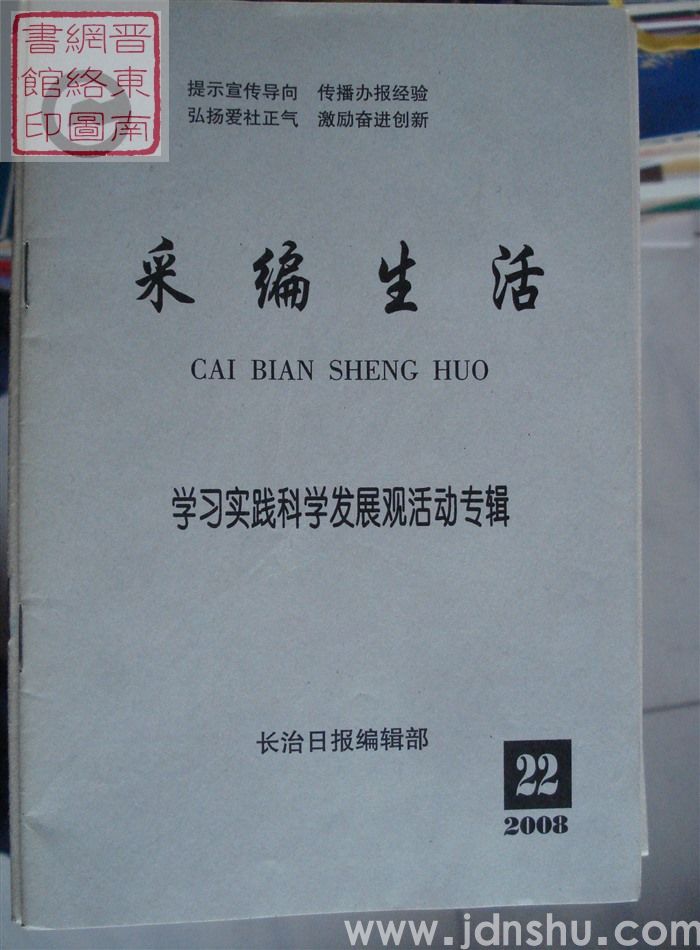 晋東南
網絡圖
書館印
提示宣传导向 传播办报经验
弘扬爱社正气 激励奋进创新
采编生活
CAI BIAN SHENG HUO
学习实践科学发展观活动专辑
长治日报编辑部
22
2008
www.jdnshu.com